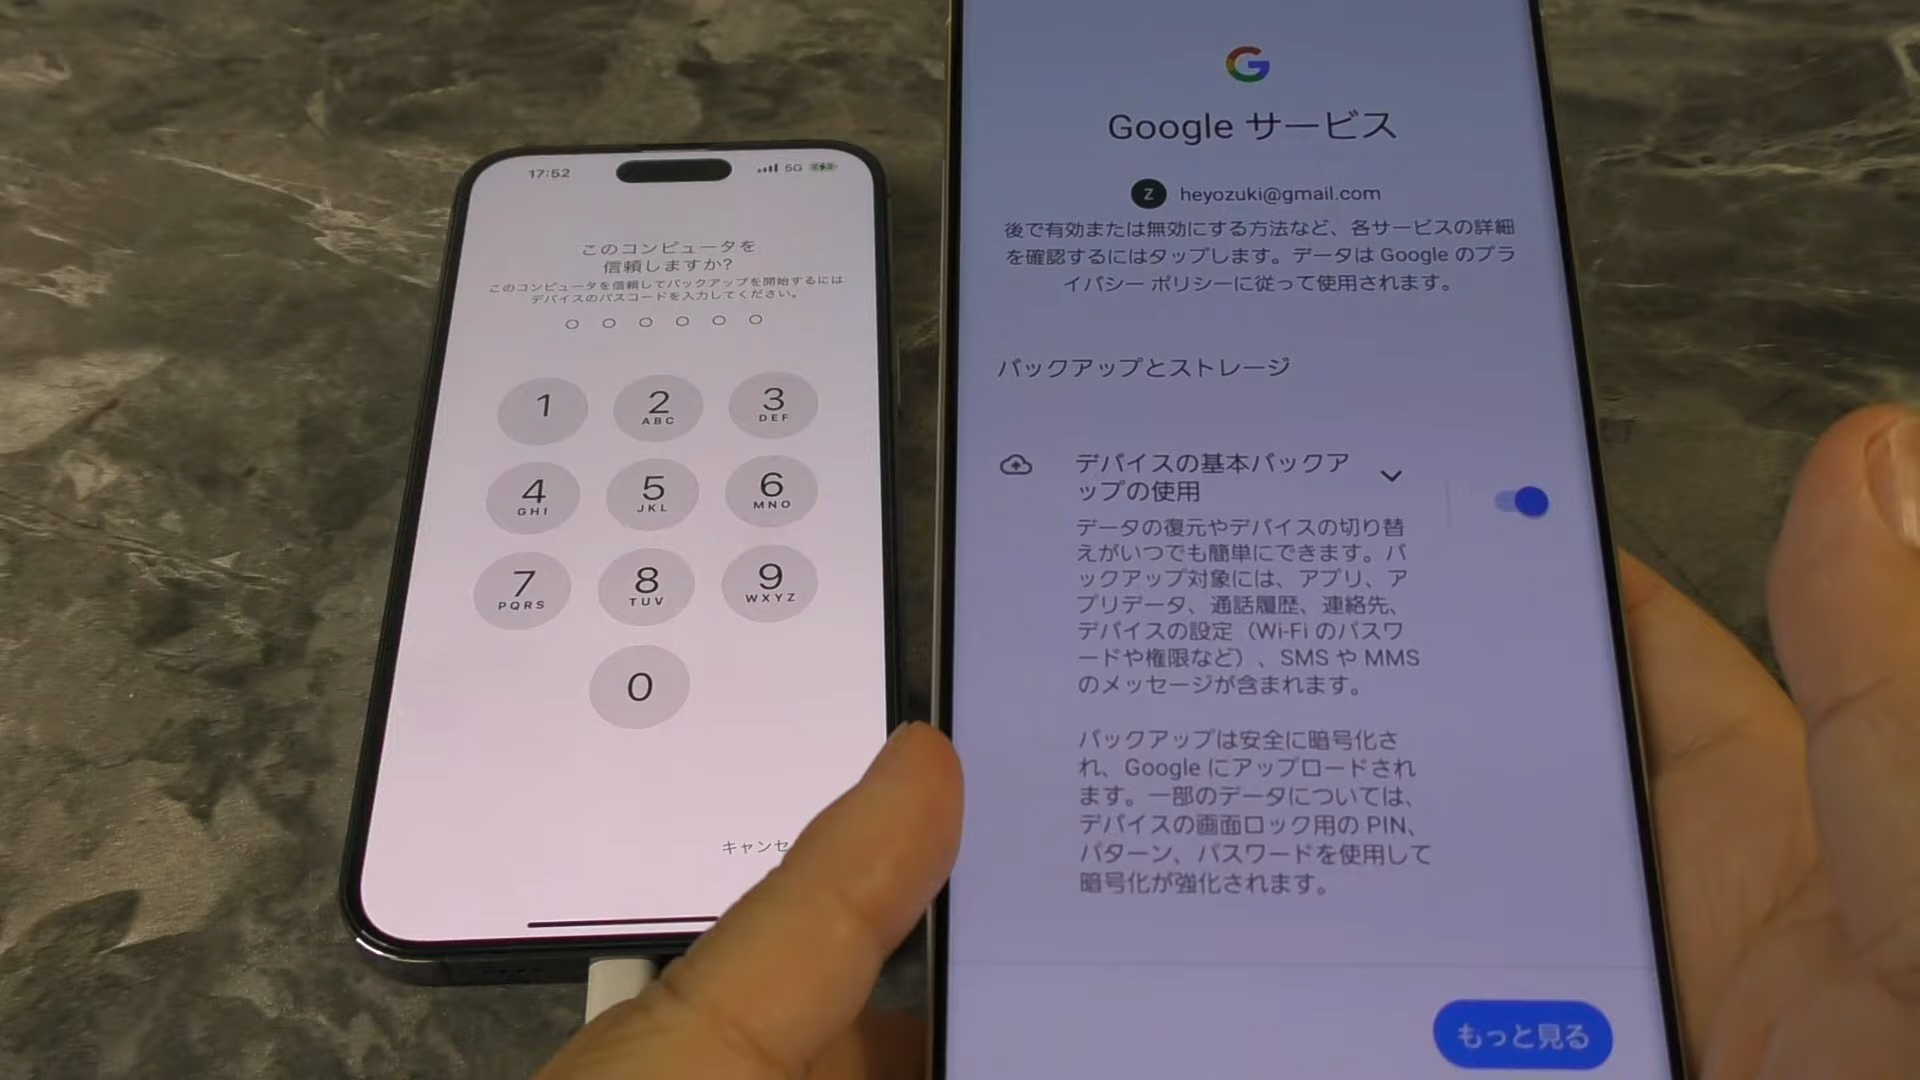 17:52
5G
このコンピュータを
信頼しますか?
このコンピュータを信頼してバックアップを開始するには
デバイスのパスコードを入力してください。
1
2
ABC
3
DEF
4
GHI
5
JKL
6
MNO
7
PQRS
8
TUV
9
WXYZ
0
キャンセ
G
Google サービス
Z heyozuki@gmail.com
後で有効または無効にする方法など、各サービスの詳細
を確認するにはタップします。データは Google のプラ
イバシー ポリシーに従って使用されます。
バックアップとストレージ
デバイスの基本バックア
ップの使用
データの復元やデバイスの切り替
えがいつでも簡単にできます。バ
ックアップ対象には、アプリ、ア
プリデータ、通話履歴、連絡先、
デバイスの設定（Wi-Fi のパスワ
ードや権限など）、SMS や MMS
のメッセージが含まれます。
バックアップは安全に暗号化さ
れ、Google にアップロードされ
ます。一部のデータについては、
デバイスの画面ロック用の PIN、
パターン、パスワードを使用して
暗号化が強化されます。
もっと見る